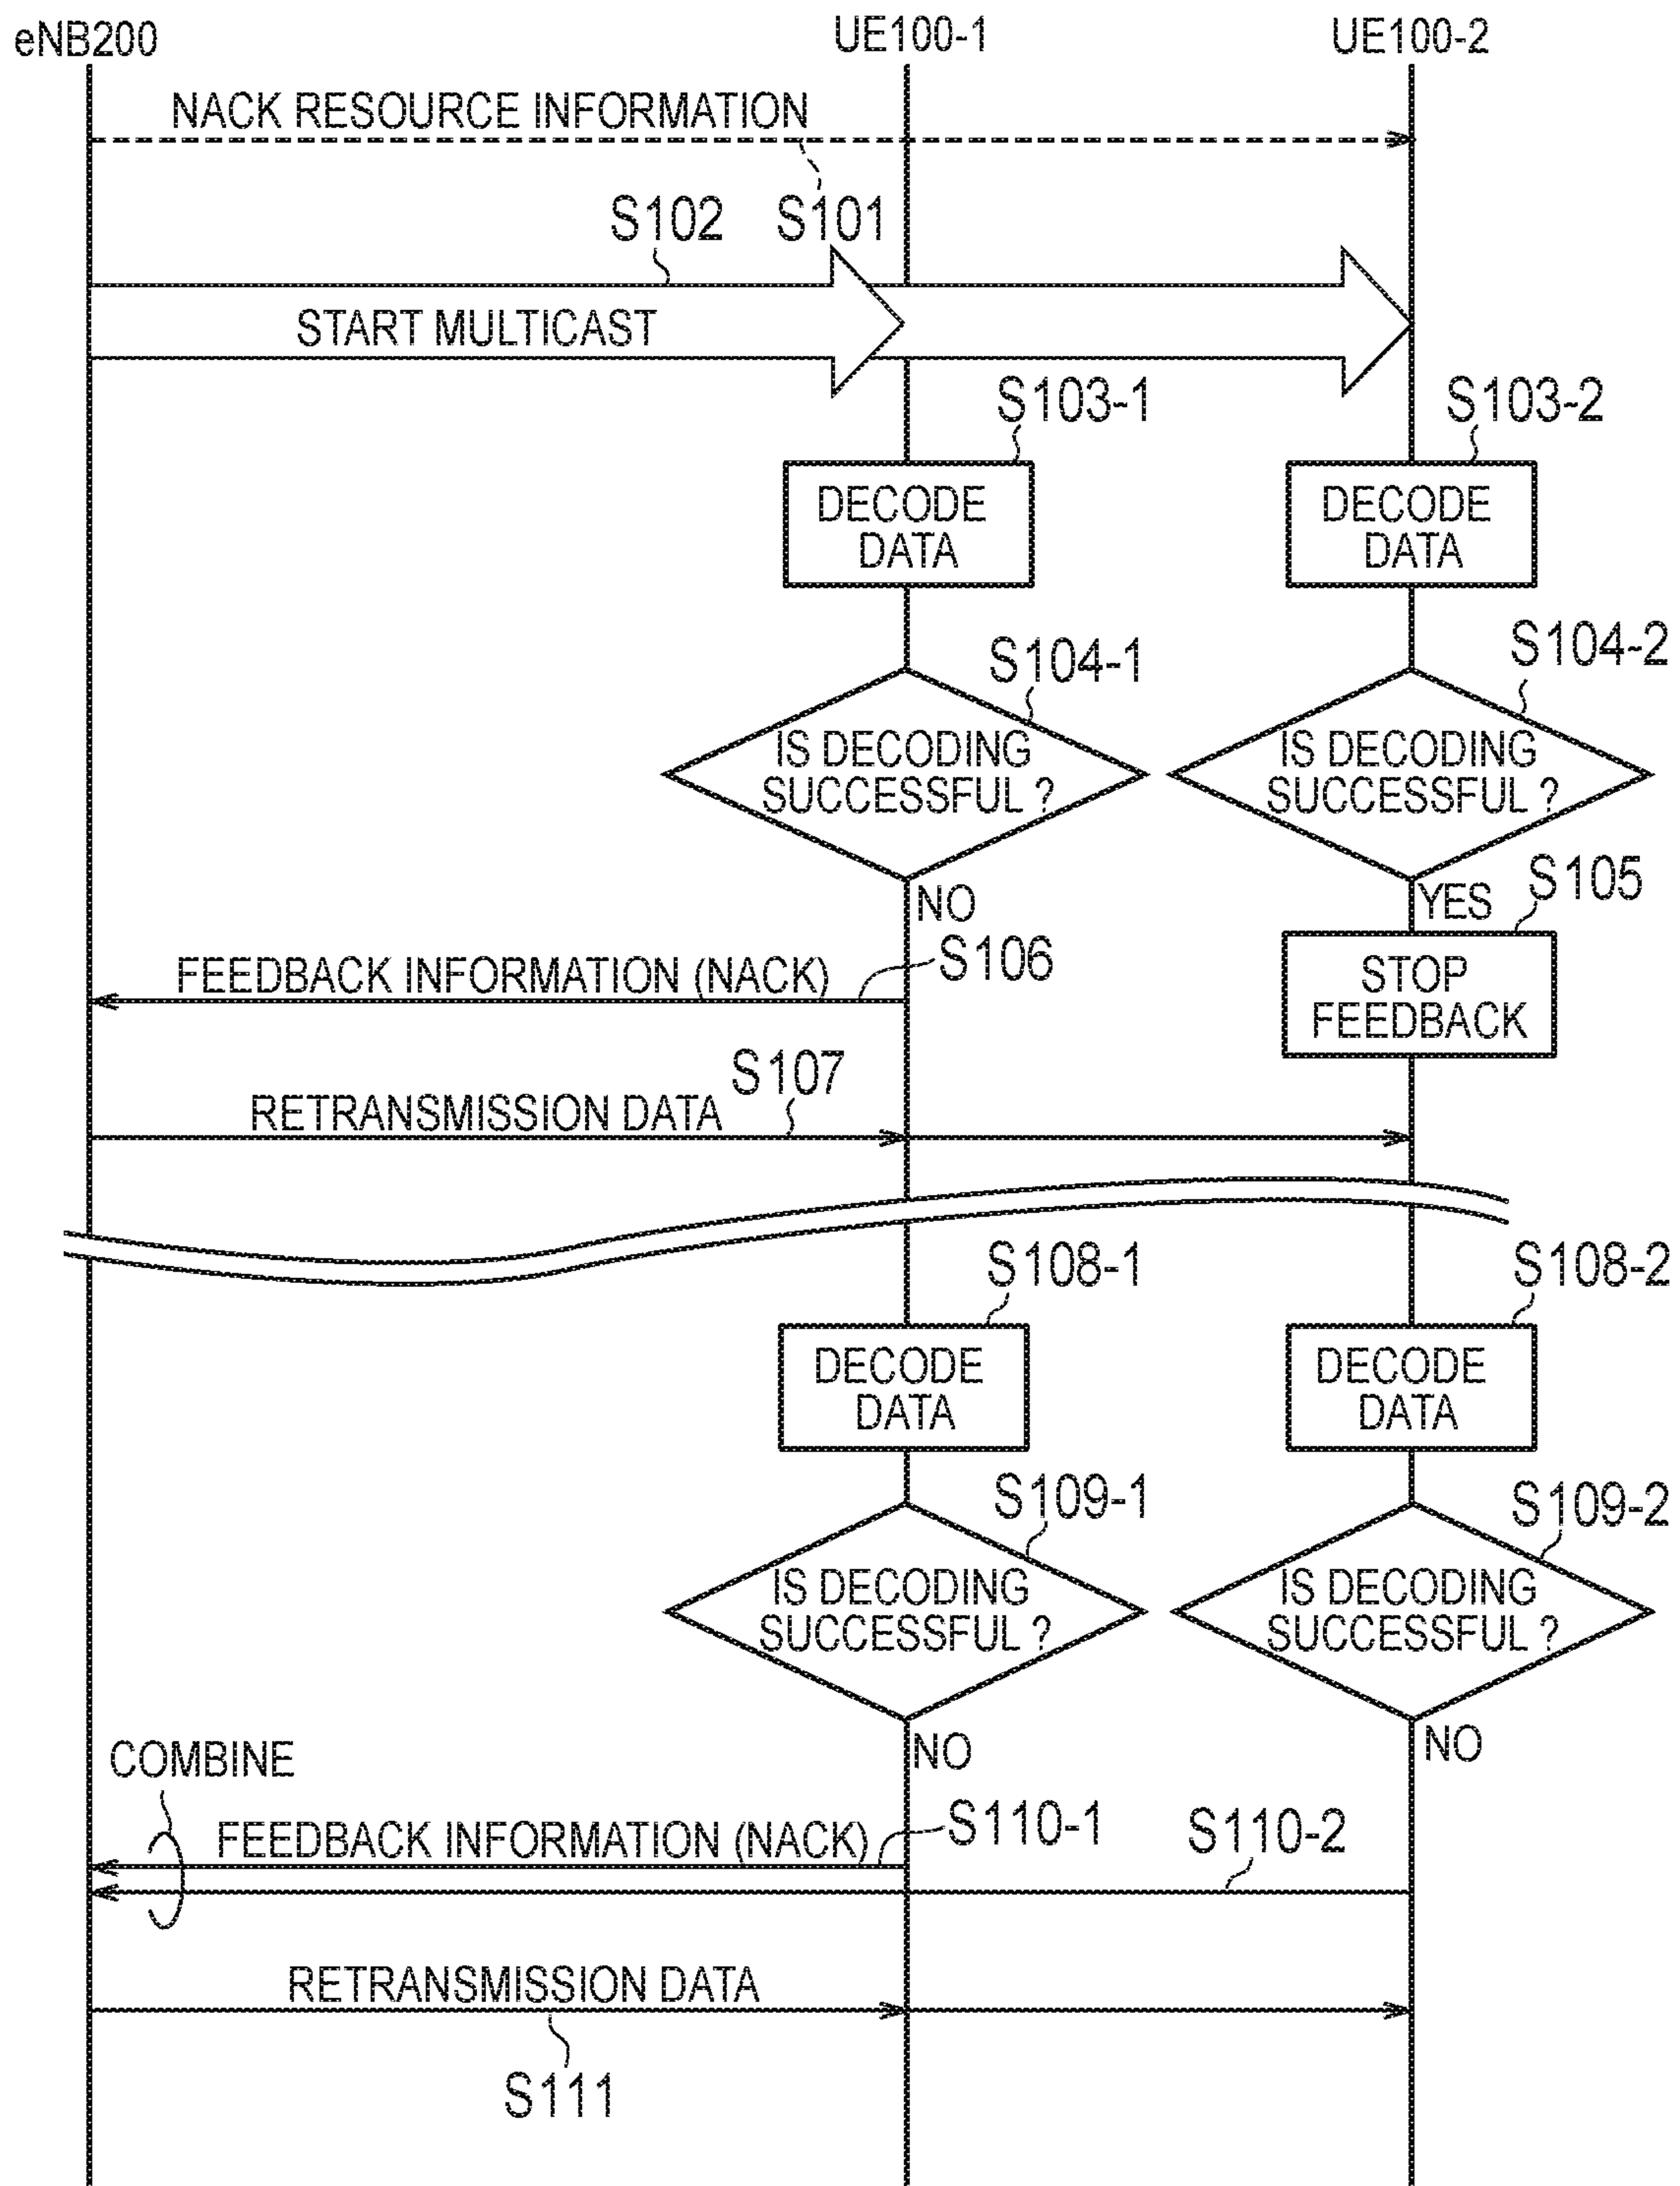 eNB200
UE100-1
UE100-2
NACK RESOURCE INFORMATION
S101
S102
START MULTICAST
S103-1
S103-2
DECODE
DATA
DECODE
DATA
S104-1
S104-2
IS DECODING
SUCCESSFUL ?
IS DECODING
SUCCESSFUL ?
NO
YES
S105
STOP
FEEDBACK
FEEDBACK INFORMATION (NACK)
S106
S107
RETRANSMISSION DATA
S108-1
S108-2
DECODE
DATA
DECODE
DATA
S109-1
S109-2
IS DECODING
SUCCESSFUL ?
IS DECODING
SUCCESSFUL ?
NO
NO
COMBINE
FEEDBACK INFORMATION (NACK)
S110-1
S110-2
RETRANSMISSION DATA
S111